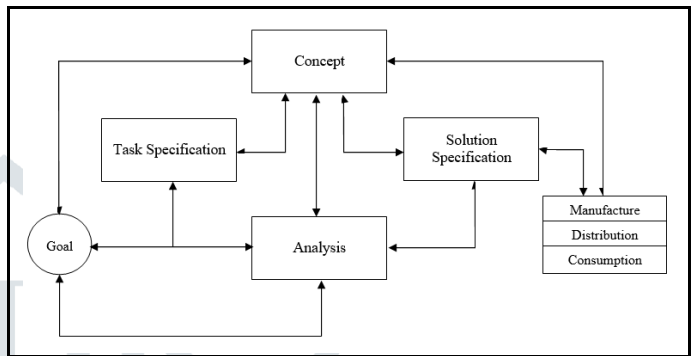 Concept
Task Specification
Solution
Specification
Manufacture
Goal
Analysis
Distribution
Consumption